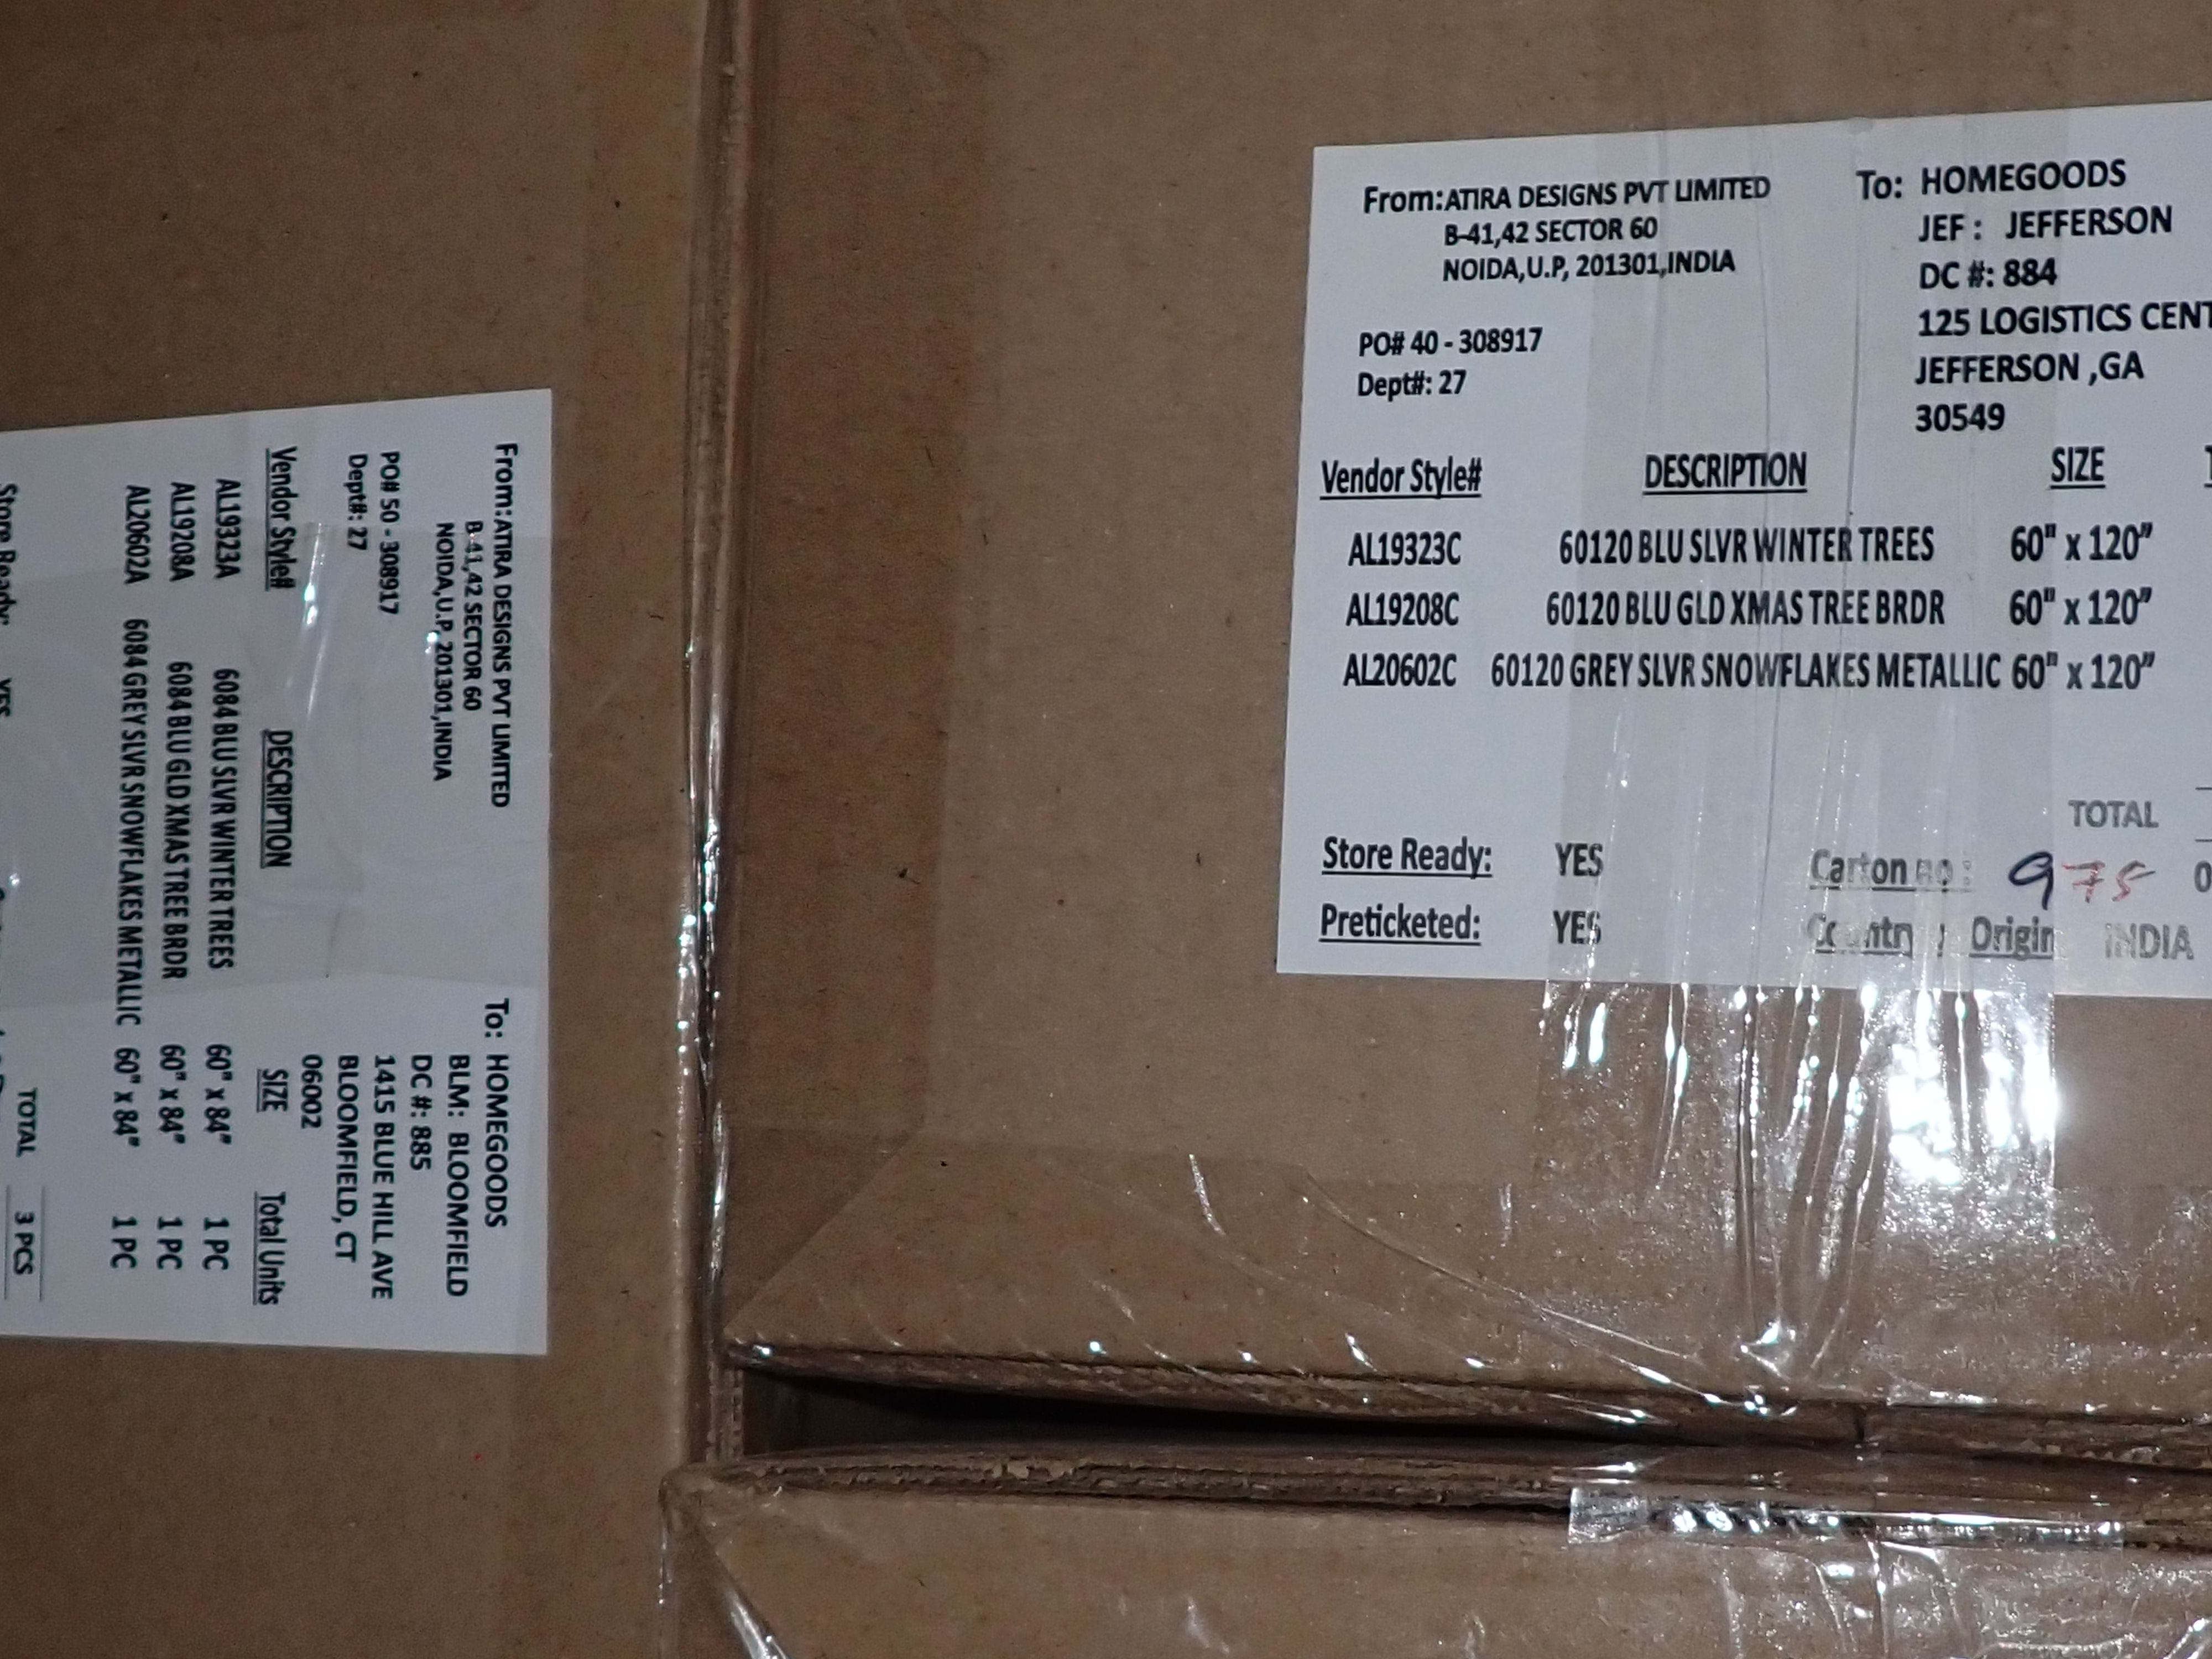 From:ATIRA DESIGNS PVT LIMITED
B-41,42 SECTOR 60
NOIDA,U.P, 201301,INDIA
PO# 50 - 308917
Dept#: 27
To: HOMEGOODS
BLM: BLOOMFIELD
DC #: 885
1415 BLUE HILL AVE
BLOOMFIELD, CT
06002
Vendor Style# DESCRIPTION SIZE Total Units
AL19323A 6084 BLU SLVR WINTER TREES 60" x 84" 1 PC
AL19208A 6084 BLU GLD XMAS TREE BRDR 60" x 84" 1 PC
AL20602A 6084 GREY SLVR SNOWFLAKES METALLIC 60" x 84" 1 PC
TOTAL 3 PCS
Store Ready: YES
From:ATIRA DESIGNS PVT LIMITED
B-41,42 SECTOR 60
NOIDA,U.P, 201301,INDIA
PO# 40 - 308917
Dept#: 27
To: HOMEGOODS
JEF : JEFFERSON
DC #: 884
125 LOGISTICS CENT
JEFFERSON ,GA
30549
Vendor Style# DESCRIPTION SIZE
AL19323C 60120 BLU SLVR WINTER TREES 60" x 120"
AL19208C 60120 BLU GLD XMAS TREE BRDR 60" x 120"
AL20602C 60120 GREY SLVR SNOWFLAKES METALLIC 60" x 120"
TOTAL
Store Ready: YES Carton
Preticketed: YES Origin INDIA